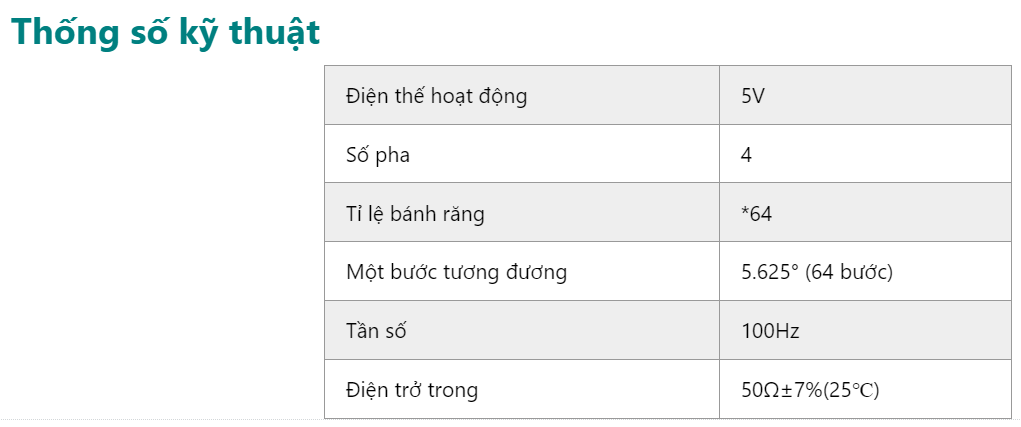 Thống số kỹ thuật
Điện thế hoạt động 5V
Số pha 4
Tỉ lệ bánh răng *64
Một bước tương đương 5.625° (64 bước)
Tần số 100Hz
Điện trở trong 50Ω±7%(25℃)